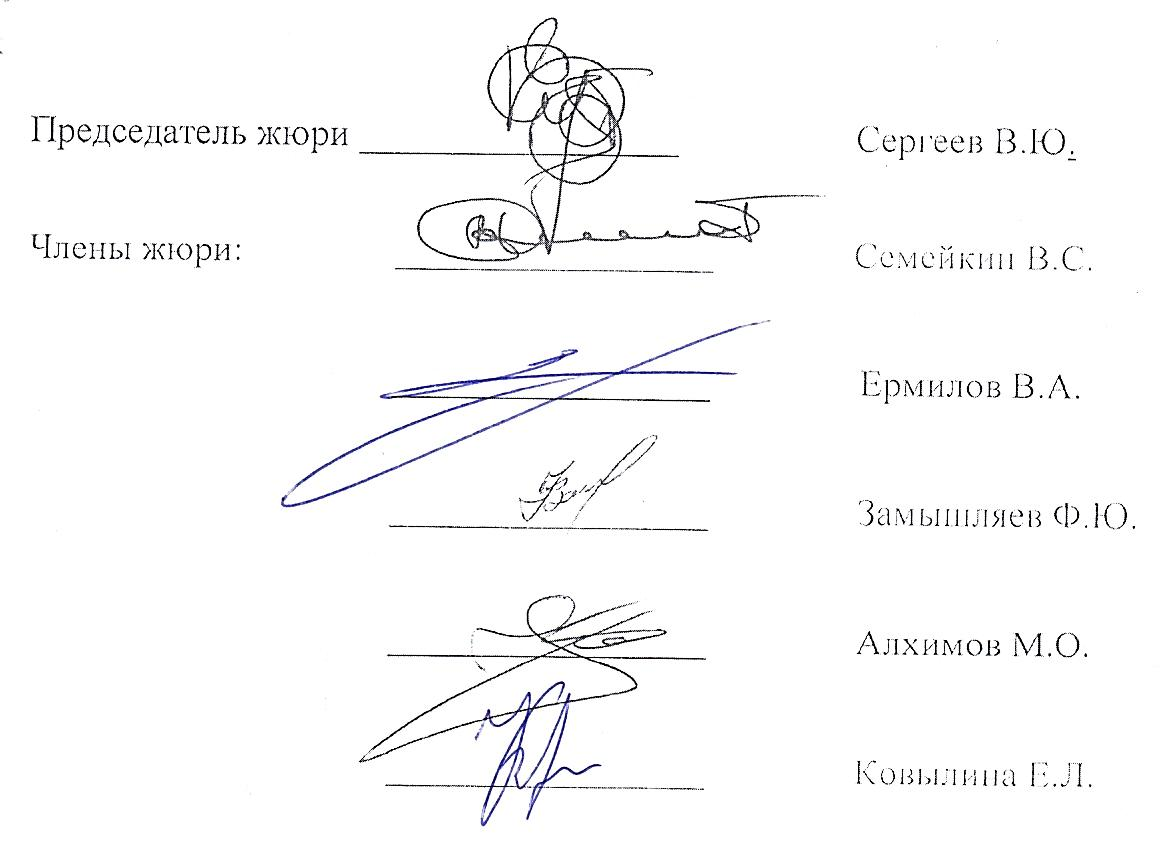 Председатель жюри Сергеев В.Ю.
Члены жюри: Семейкин В.С.
Ермилов В.А.
Замышляев Ф.Ю.
Алхимов М.О.
Ковылина Е.Л.